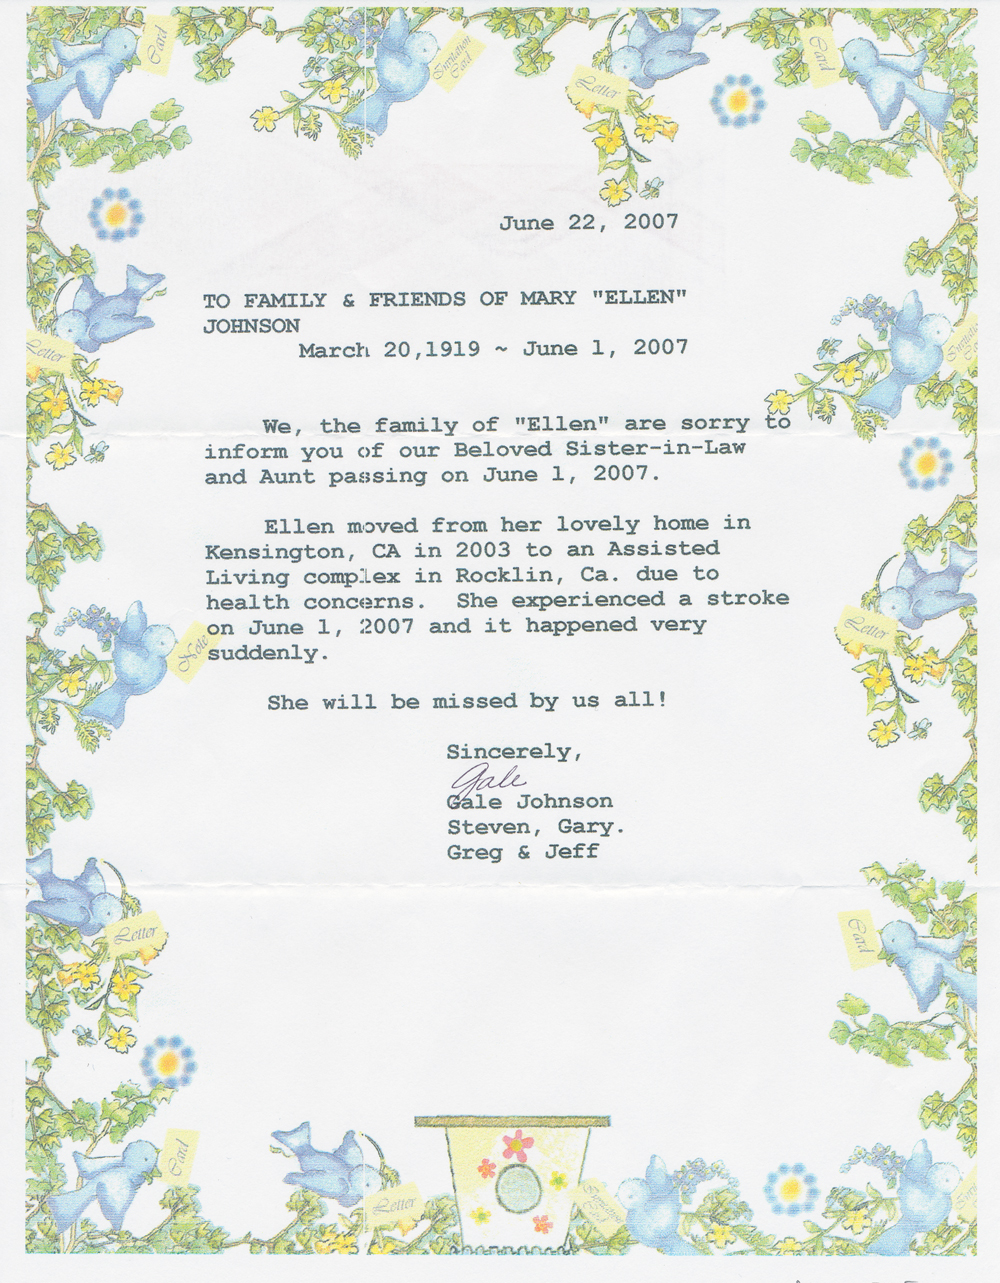 Card
Invitation
Card
Letter
Card
June 22, 2007
TO FAMILY & FRIENDS OF MARY "ELLEN"
JOHNSON
March 20,1919 ~ June 1, 2007
Letter
We, the family of "Ellen" are sorry to
inform you of our Beloved Sister-in-Law
and Aunt passing on June 1, 2007.
Ellen moved from her lovely home in
Kensington, CA in 2003 to an Assisted
Living complex in Rocklin, Ca. due to
health concerns.  She experienced a stroke
on June 1, 2007 and it happened very
suddenly.
Note
Letter
She will be missed by us all!
Sincerely,
Gale
Gale Johnson
Steven, Gary.
Greg & Jeff
Letter
Card
Card
Letter